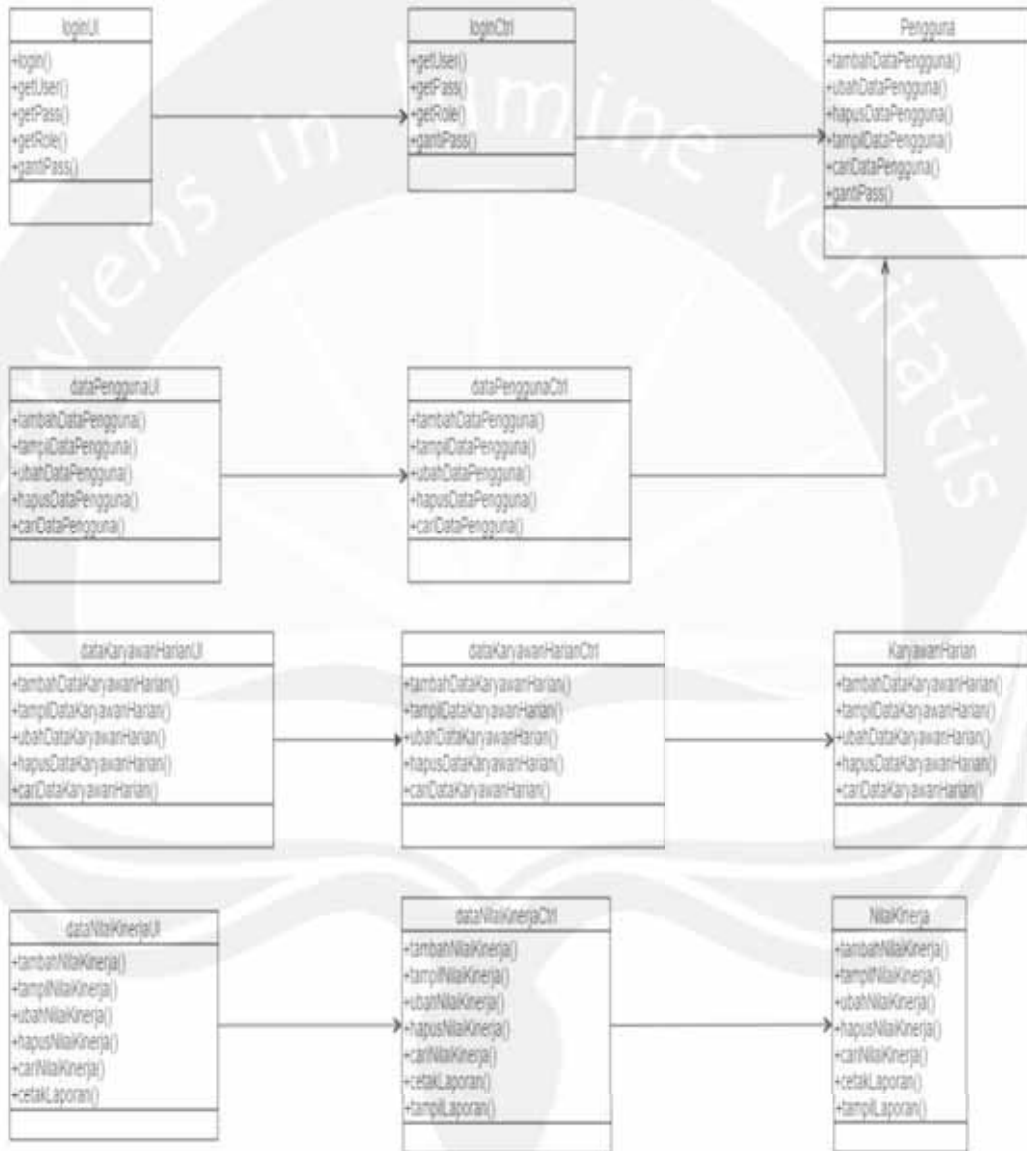 loginUI
+login()
+getUser()
+getPass()
+getRole()
+gantiPass()
loginCtrl
+getUser()
+getPass()
+getRole()
+gantiPass()
Pengguna
+tambahDataPengguna()
+ubahDataPengguna()
+hapusDataPengguna()
+tampilDataPengguna()
+cariDataPengguna()
+gantiPass()
dataPenggunaUI
+tambahDataPengguna()
+tampilDataPengguna()
+ubahDataPengguna()
+hapusDataPengguna()
+cariDataPengguna()
dataPenggunaCtrl
+tambahDataPengguna()
+tampilDataPengguna()
+ubahDataPengguna()
+hapusDataPengguna()
+cariDataPengguna()
dataKaryawanHarianUI
+tambahDataKaryawanHarian()
+tampilDataKaryawanHarian()
+ubahDataKaryawanHarian()
+hapusDataKaryawanHarian()
+cariDataKaryawanHarian()
dataKaryawanHarianCtrl
+tambahDataKaryawanHarian()
+tampilDataKaryawanHarian()
+ubahDataKaryawanHarian()
+hapusDataKaryawanHarian()
+cariDataKaryawanHarian()
KaryawanHarian
+tambahDataKaryawanHarian()
+tampilDataKaryawanHarian()
+ubahDataKaryawanHarian()
+hapusDataKaryawanHarian()
+cariDataKaryawanHarian()
dataNilaiKinerjaUI
+tambahNilaiKinerja()
+tampilNilaiKinerja()
+ubahNilaiKinerja()
+hapusNilaiKinerja()
+cariNilaiKinerja()
+cetakLaporan()
dataNilaiKinerjaCtrl
+tambahNilaiKinerja()
+tampilNilaiKinerja()
+ubahNilaiKinerja()
+hapusNilaiKinerja()
+cariNilaiKinerja()
+cetakLaporan()
+tampilLaporan()
NilaiKinerja
+tambahNilaiKinerja()
+tampilNilaiKinerja()
+ubahNilaiKinerja()
+hapusNilaiKinerja()
+cariNilaiKinerja()
+cetakLaporan()
+tampilLaporan()
in lumine veritatis